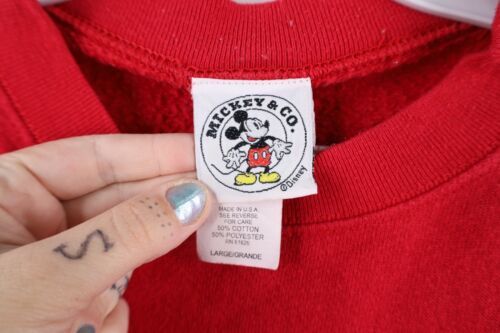 MICKEY & CO.
©Disney
MADE IN U.S.A.
SEE REVERSE
FOR CARE
50% COTTON
50% POLYESTER
RN 61625
LARGE/GRANDE
S